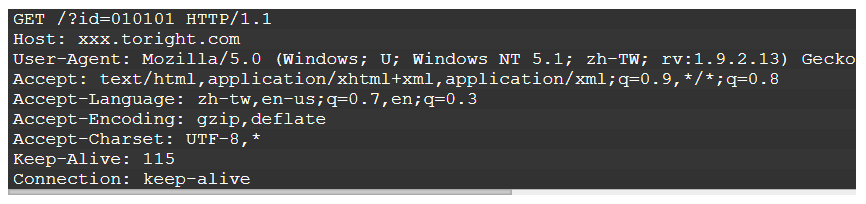 GET /?id=010101 HTTP/1.1
Host: xxx.toright.com
User-Agent: Mozilla/5.0 (Windows; U; Windows NT 5.1; zh-TW; rv:1.9.2.13) Gecko
Accept: text/html,application/xhtml+xml,application/xml;q=0.9,*/*;q=0.8
Accept-Language: zh-tw,en-us;q=0.7,en;q=0.3
Accept-Encoding: gzip,deflate
Accept-Charset: UTF-8,*
Keep-Alive: 115
Connection: keep-alive